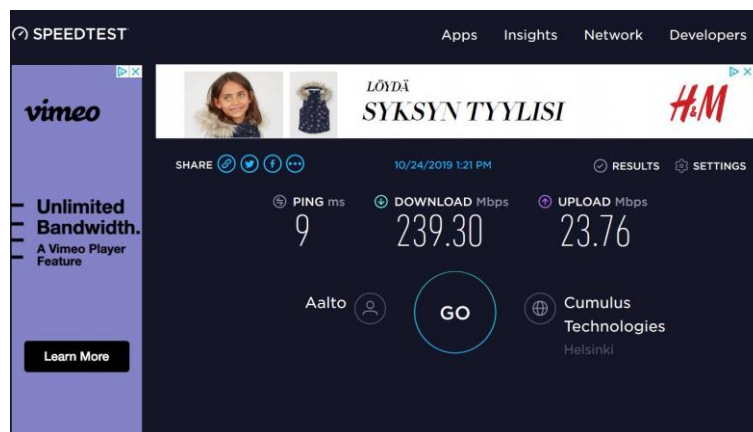 SPEEDTEST
Apps Insights Network Developers
vimeo
Unlimited
Bandwidth.
A Vimeo Player
Feature
Learn More
LÖYDÄ
SYKSYN TYYLISI
H&M
SHARE
10/24/2019 1:21 PM
RESULTS SETTINGS
PING ms DOWNLOAD Mbps UPLOAD Mbps
9 239.30 23.76
Aalto
GO
Cumulus
Technologies
Helsinki